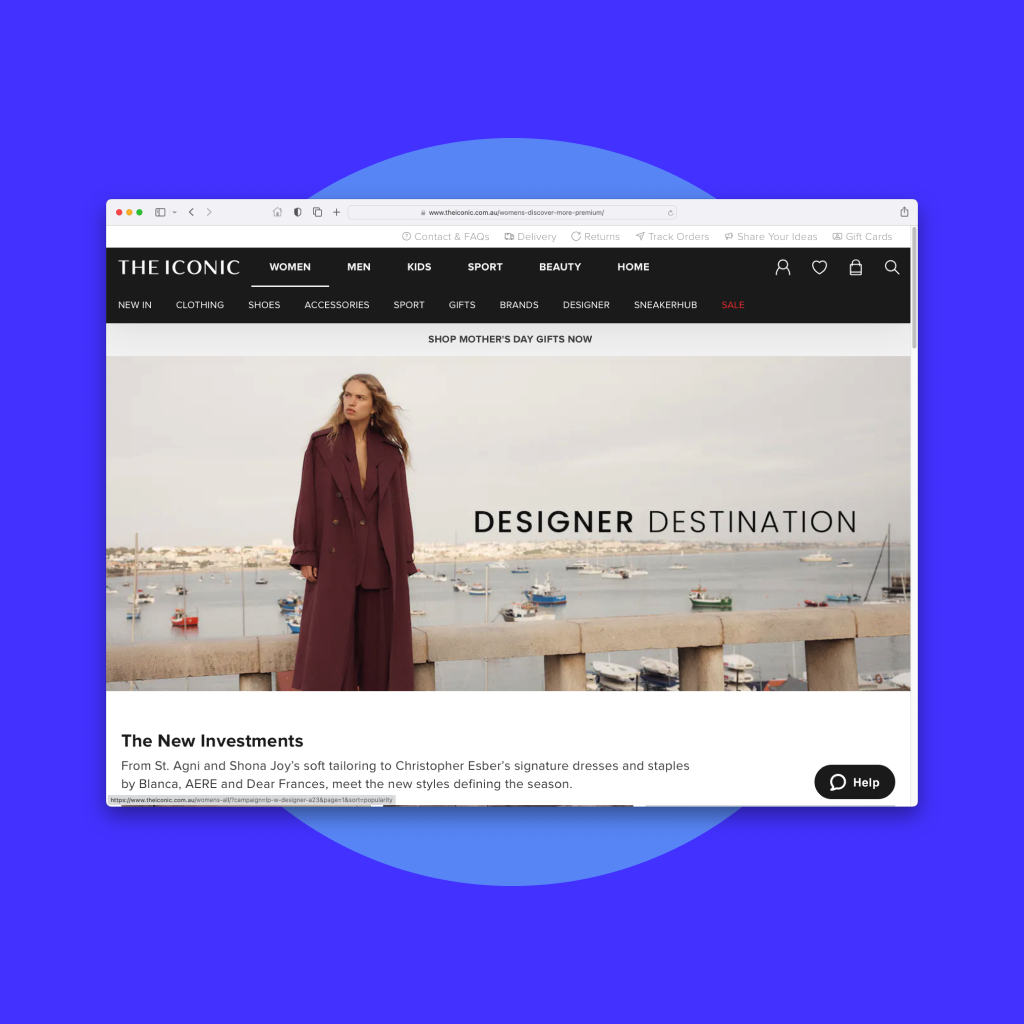 www.theiconic.com.au/womens-discover-more-premium/
Contact & FAQs Delivery Returns Track Orders Share Your Ideas Gift Cards
THE ICONIC WOMEN MEN KIDS SPORT BEAUTY HOME
NEW IN CLOTHING SHOES ACCESSORIES SPORT GIFTS BRANDS DESIGNER SNEAKERHUB SALE
SHOP MOTHER'S DAY GIFTS NOW
DESIGNER DESTINATION
The New Investments
From St. Agni and Shona Joy's soft tailoring to Christopher Esber's signature dresses and staples
by Blanca, AERE and Dear Frances, meet the new styles defining the season.
Help
https://www.theiconic.com.au/womens-all/?campaign=lp-w-designer-a23&page=1&sort=popularity